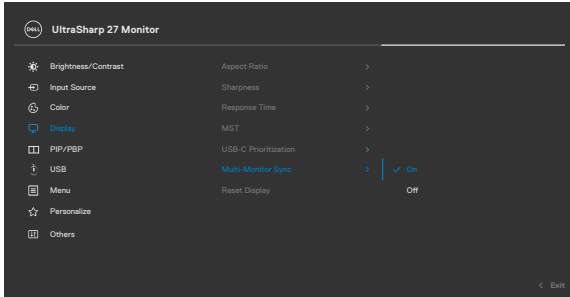 DELL UltraSharp 27 Monitor
Brightness/Contrast Aspect Ratio >
Input Source Sharpness >
Color Response Time >
Display MST >
PIP/PBP USB-C Prioritization >
USB Multi-Monitor Sync > ✓ On
Menu Reset Display Off
Personalize
Others
< Exit